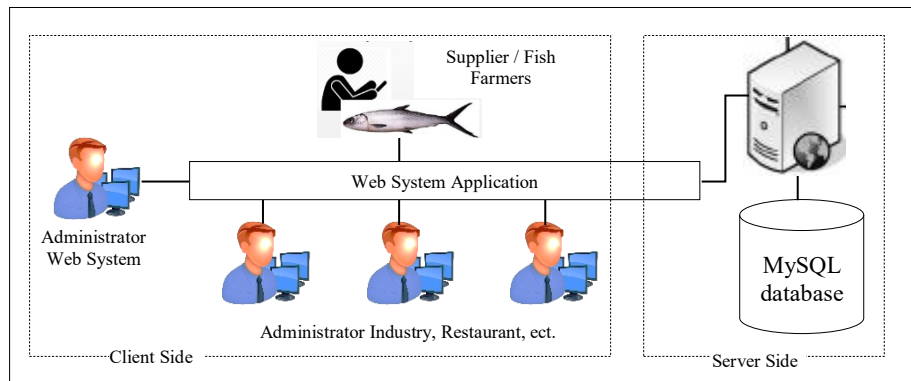 Supplier / Fish
Farmers
Web System Application
Administrator
Web System
Administrator Industry, Restaurant, ect.
Client Side
MySQL
database
Server Side